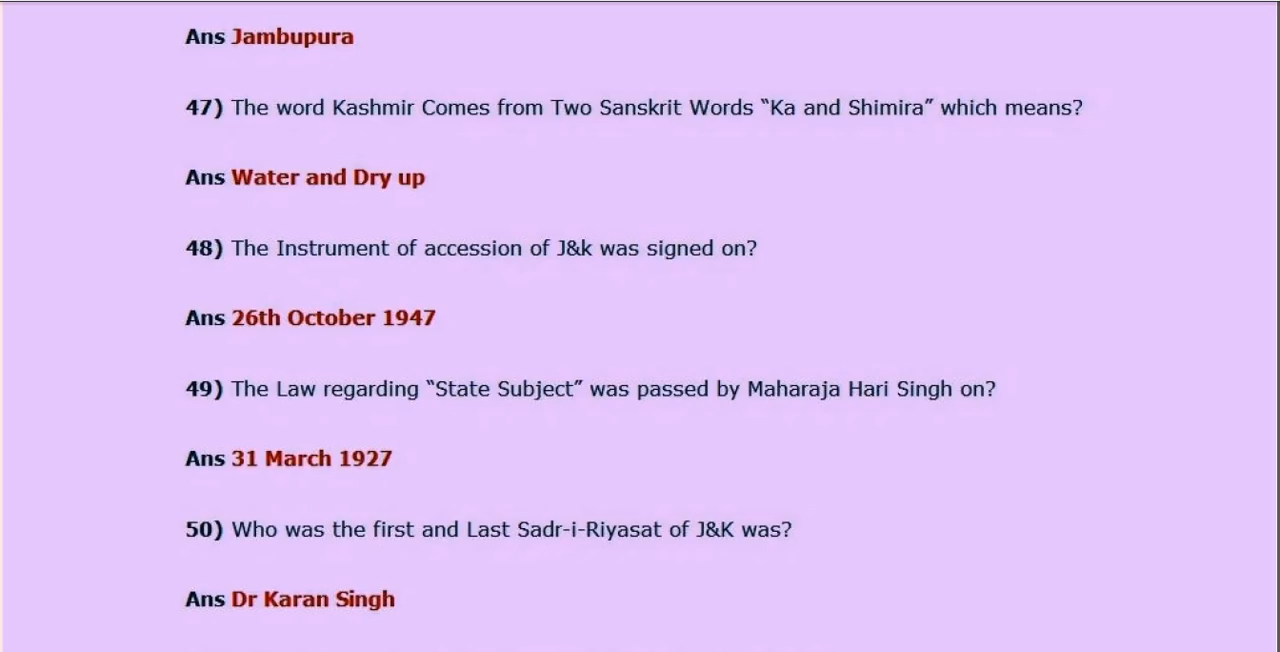 Ans Jambupura
47) The word Kashmir Comes from Two Sanskrit Words “Ka and Shimira” which means?
Ans Water and Dry up
48) The Instrument of accession of J&k was signed on?
Ans 26th October 1947
49) The Law regarding “State Subject” was passed by Maharaja Hari Singh on?
Ans 31 March 1927
50) Who was the first and Last Sadr-i-Riyasat of J&K was?
Ans Dr Karan Singh